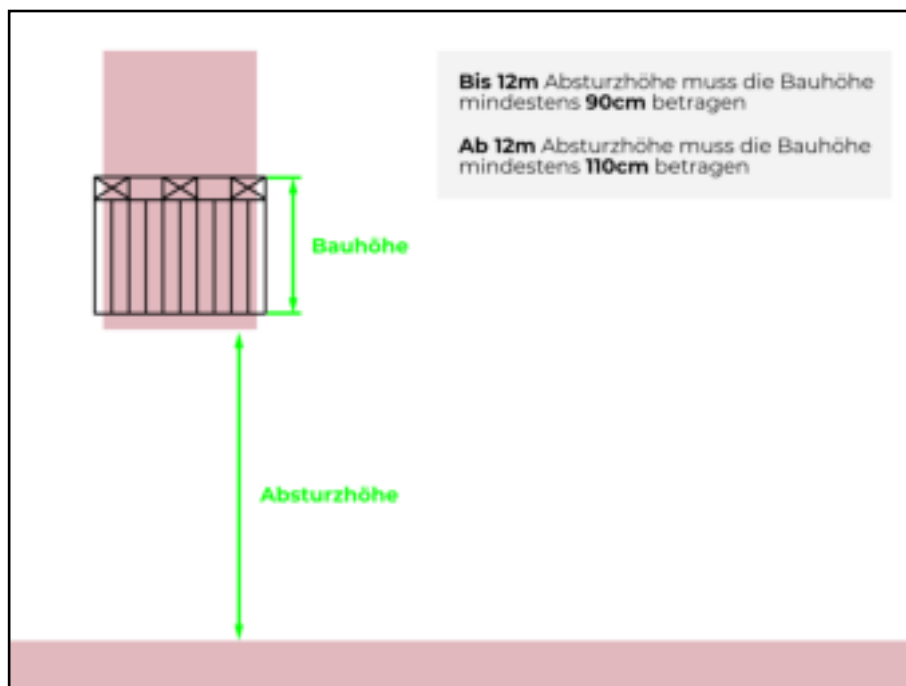 Bis 12m Absturzhöhe muss die Bauhöhe
mindestens 90cm betragen
Ab 12m Absturzhöhe muss die Bauhöhe
mindestens 110cm betragen
Bauhöhe
Absturzhöhe